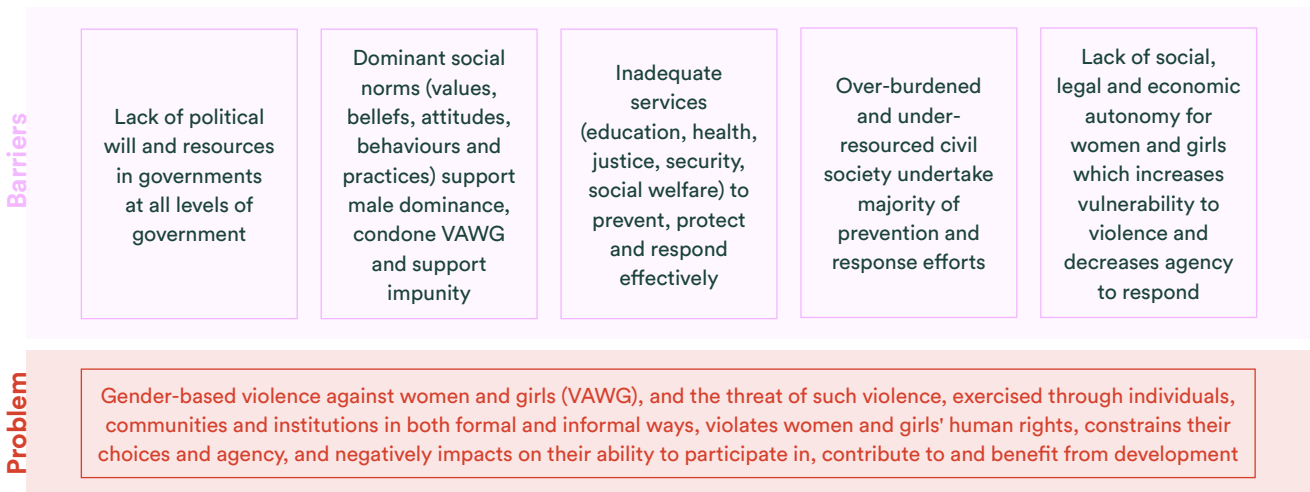 Barriers
Lack of political
will and resources
in governments
at all levels of
government
Dominant social
norms (values,
bellefs, attitudes,
behaviours and
practices) support
male dominance,
condone VAWG
and support
impunity
Inadequate
services
(education, health,
justice, security,
social welfare) to
prevent, protect
and respond
effectively
Over-burdened
and under-
resourced civil
society undertake
majority of
prevention and
response efforts
Lack of social,
legal and economic
autonomy for
women and girls
which increases
vulnerability to
violence and
decreases agency
to respond
Problem
Gender-based violence against women and girls (VAWG), and the threat of such violence, exercised through individuals,
communities and institutions in both formal and informal ways, violates women and girls' human rights, constrains their
choices and agency, and negatively impacts on their ability to participate in, contribute to and benefit from development